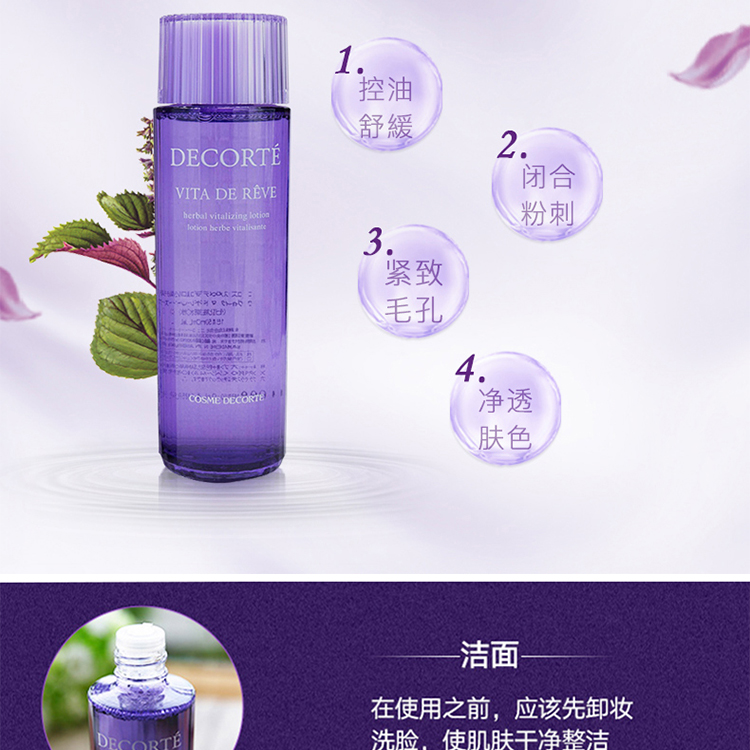 DECORTÉ
VITA DE RÊVE
herbal vitalizing lotion
lotion herbe vitalisante
COSME DECORTE
1.
控油
舒緩
2.
闭合
粉刺
3.
紧致
毛孔
4.
净透
肤色
洁面
在使用之前，应该先卸妆
洗脸，使肌肤干净整洁
DECORTÉ